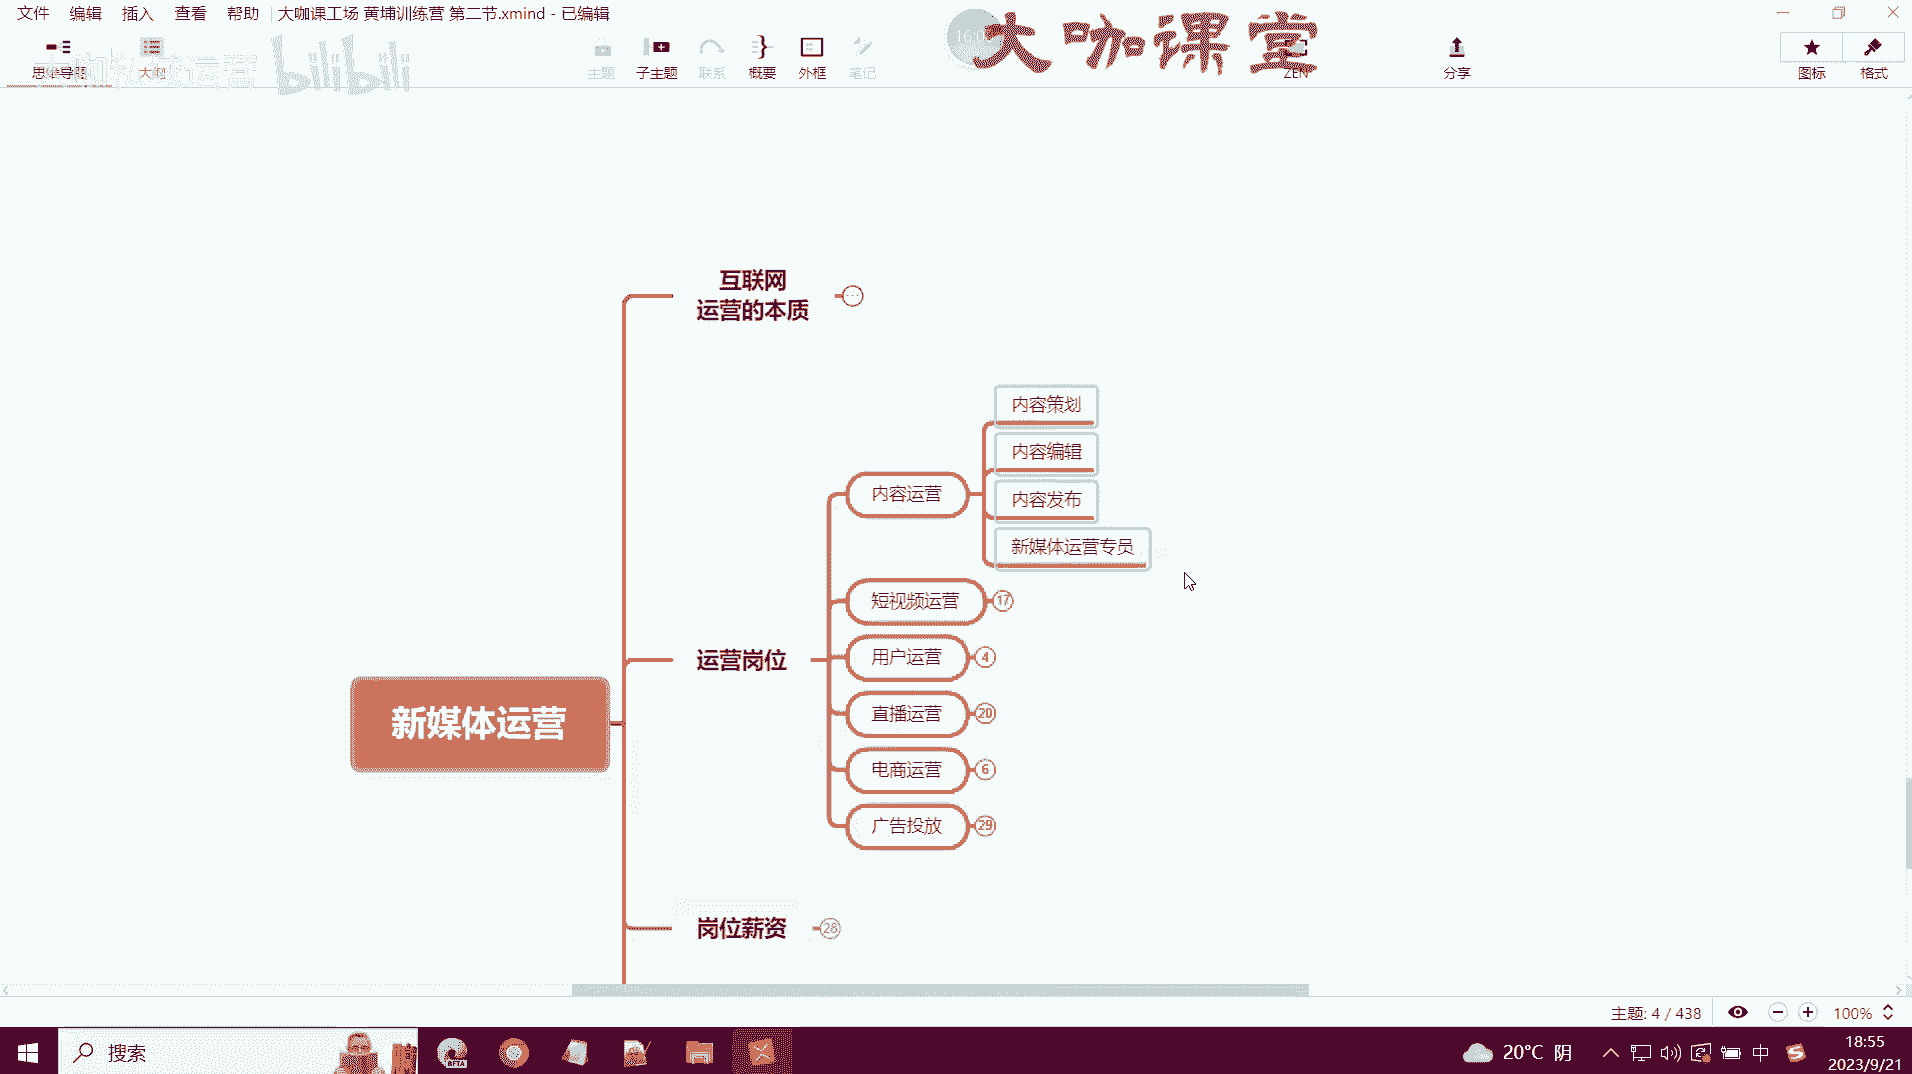 文件 编辑 插入 查看 帮助 大咖课工场 黄埔训练营 第二节.xmind - 已编辑
大咖课堂
bilibili
思维导图 大纲 主题 子主题 联系 概要 外框 笔记 ZEN 分享 图标 格式
互联网
运营的本质
内容策划
内容编辑
内容运营
内容发布
新媒体运营专员
短视频运营 17
用户运营 4
运营岗位
直播运营 20
新媒体运营
电商运营 6
广告投放 29
岗位薪资 28
主题: 4 / 438 100%
搜索
BETA
20°C 阴
中
18:55
2023/9/21